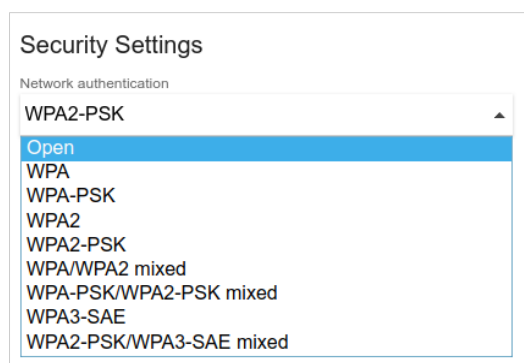 Security Settings
Network authentication
WPA2-PSK
Open
WPA
WPA-PSK
WPA2
WPA2-PSK
WPA/WPA2 mixed
WPA-PSK/WPA2-PSK mixed
WPA3-SAE
WPA2-PSK/WPA3-SAE mixed